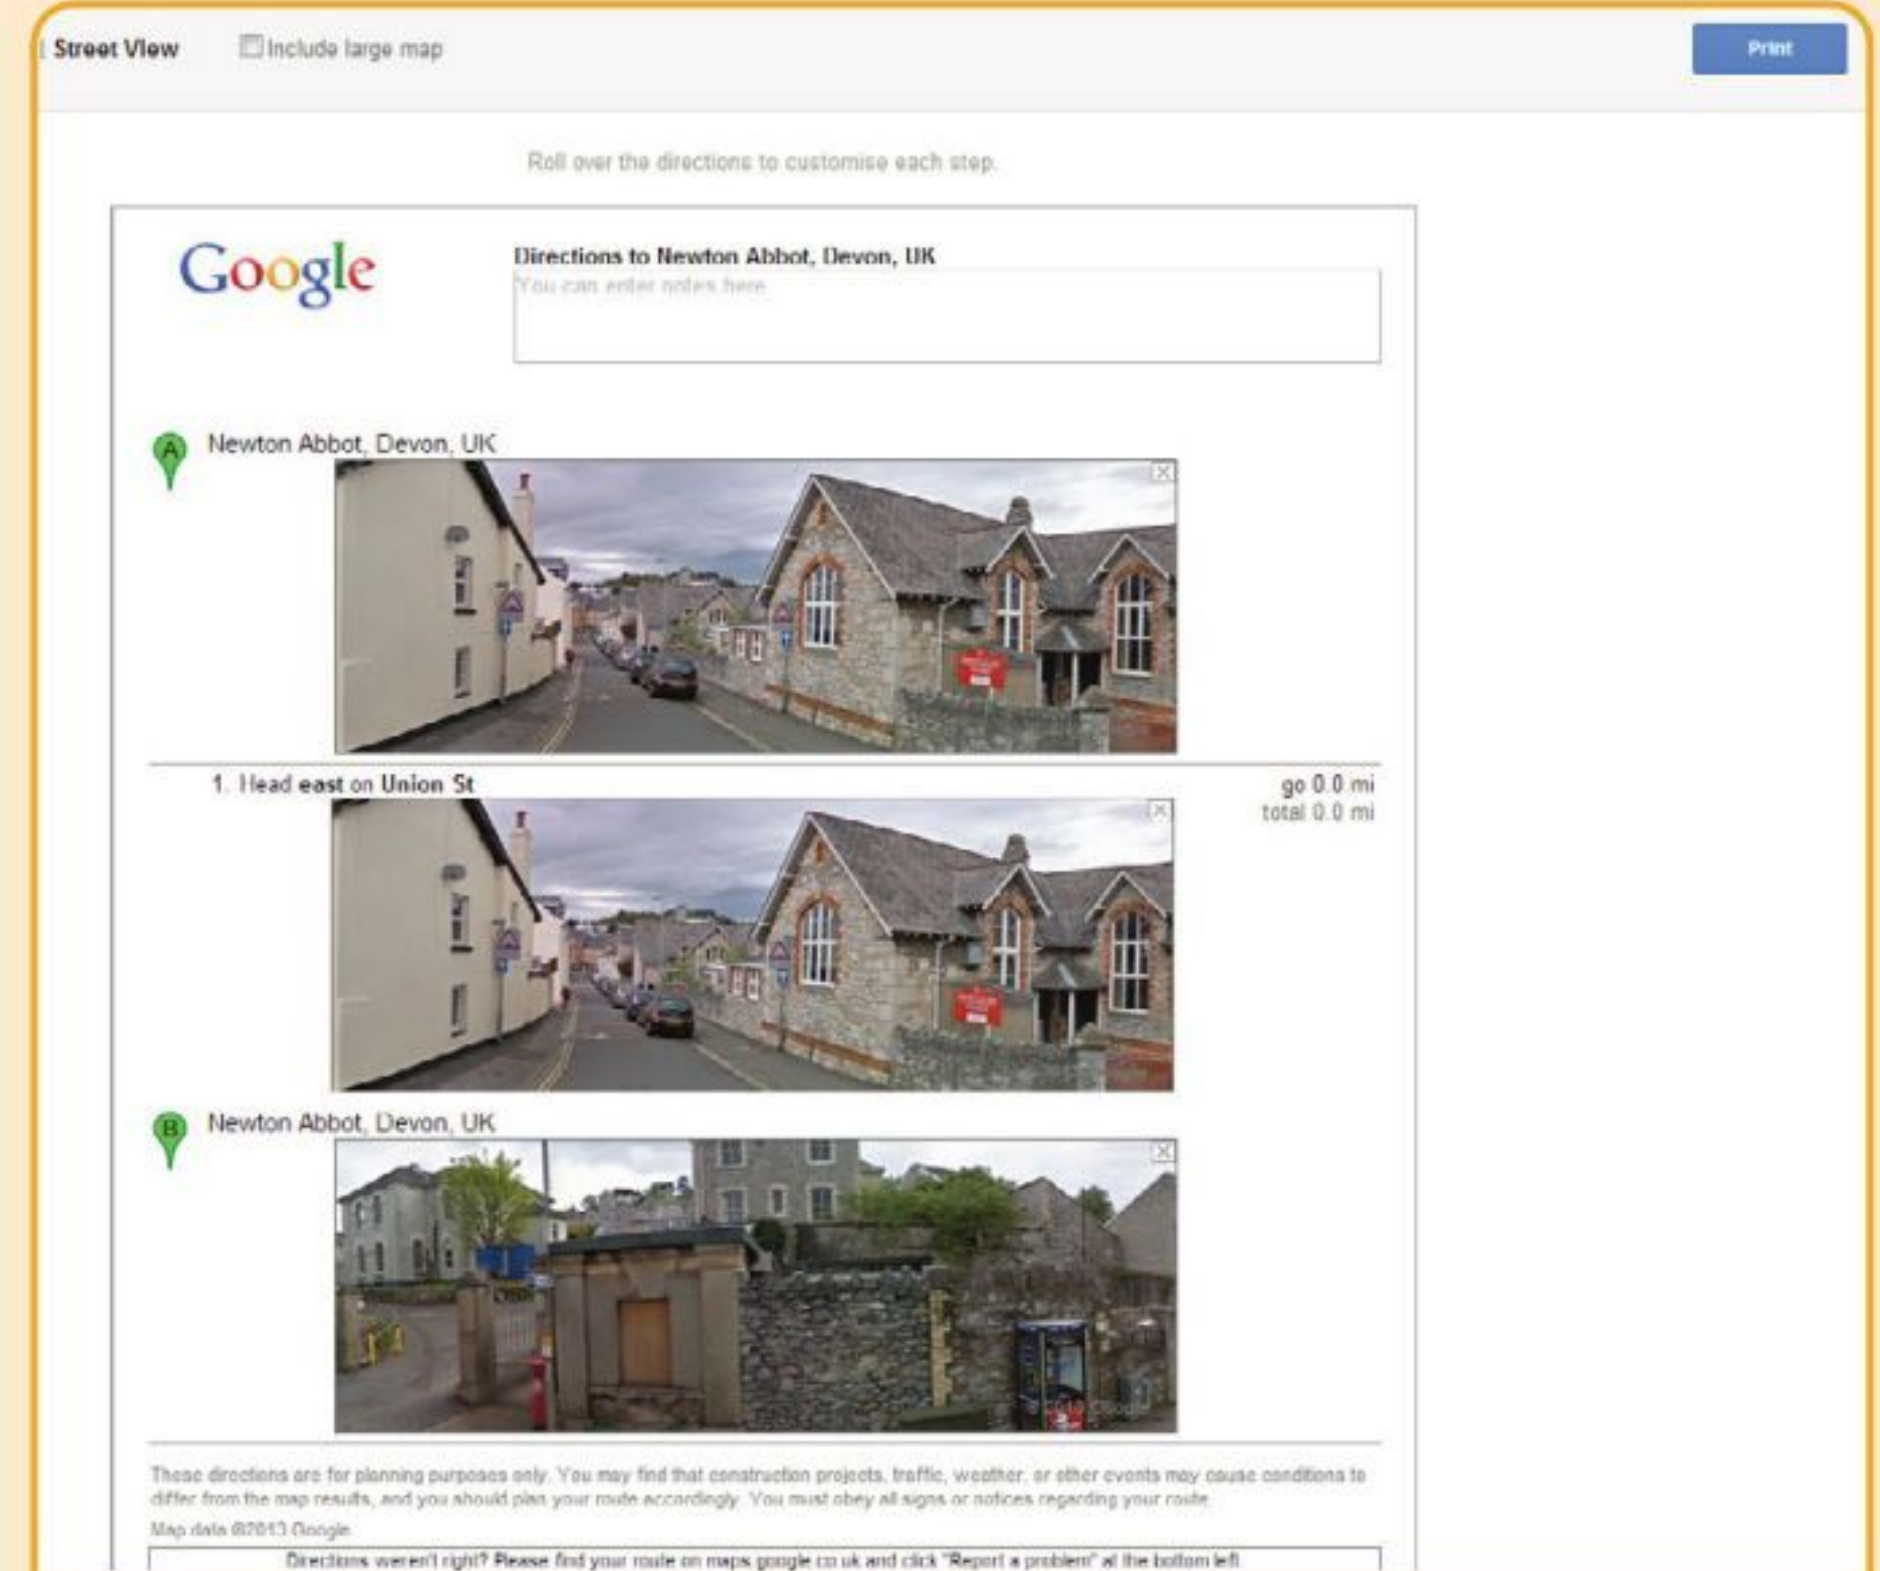 Street View
Include large map
Print
Roll over the directions to customise each step.
Google
Directions to Newton Abbot, Devon, UK
You can enter notes here
A
Newton Abbot, Devon, UK
1. Head east on Union St
go 0.0 mi
total 0.0 mi
B
Newton Abbot, Devon, UK
Google
These directions are for planning purposes only. You may find that construction projects, traffic, weather, or other events may cause conditions to
differ from the map results, and you should plan your route accordingly. You must obey all signs or notices regarding your route.
Map data ©2013 Google
Directions weren't right? Please find your route on maps.google.co.uk and click "Report a problem" at the bottom left.